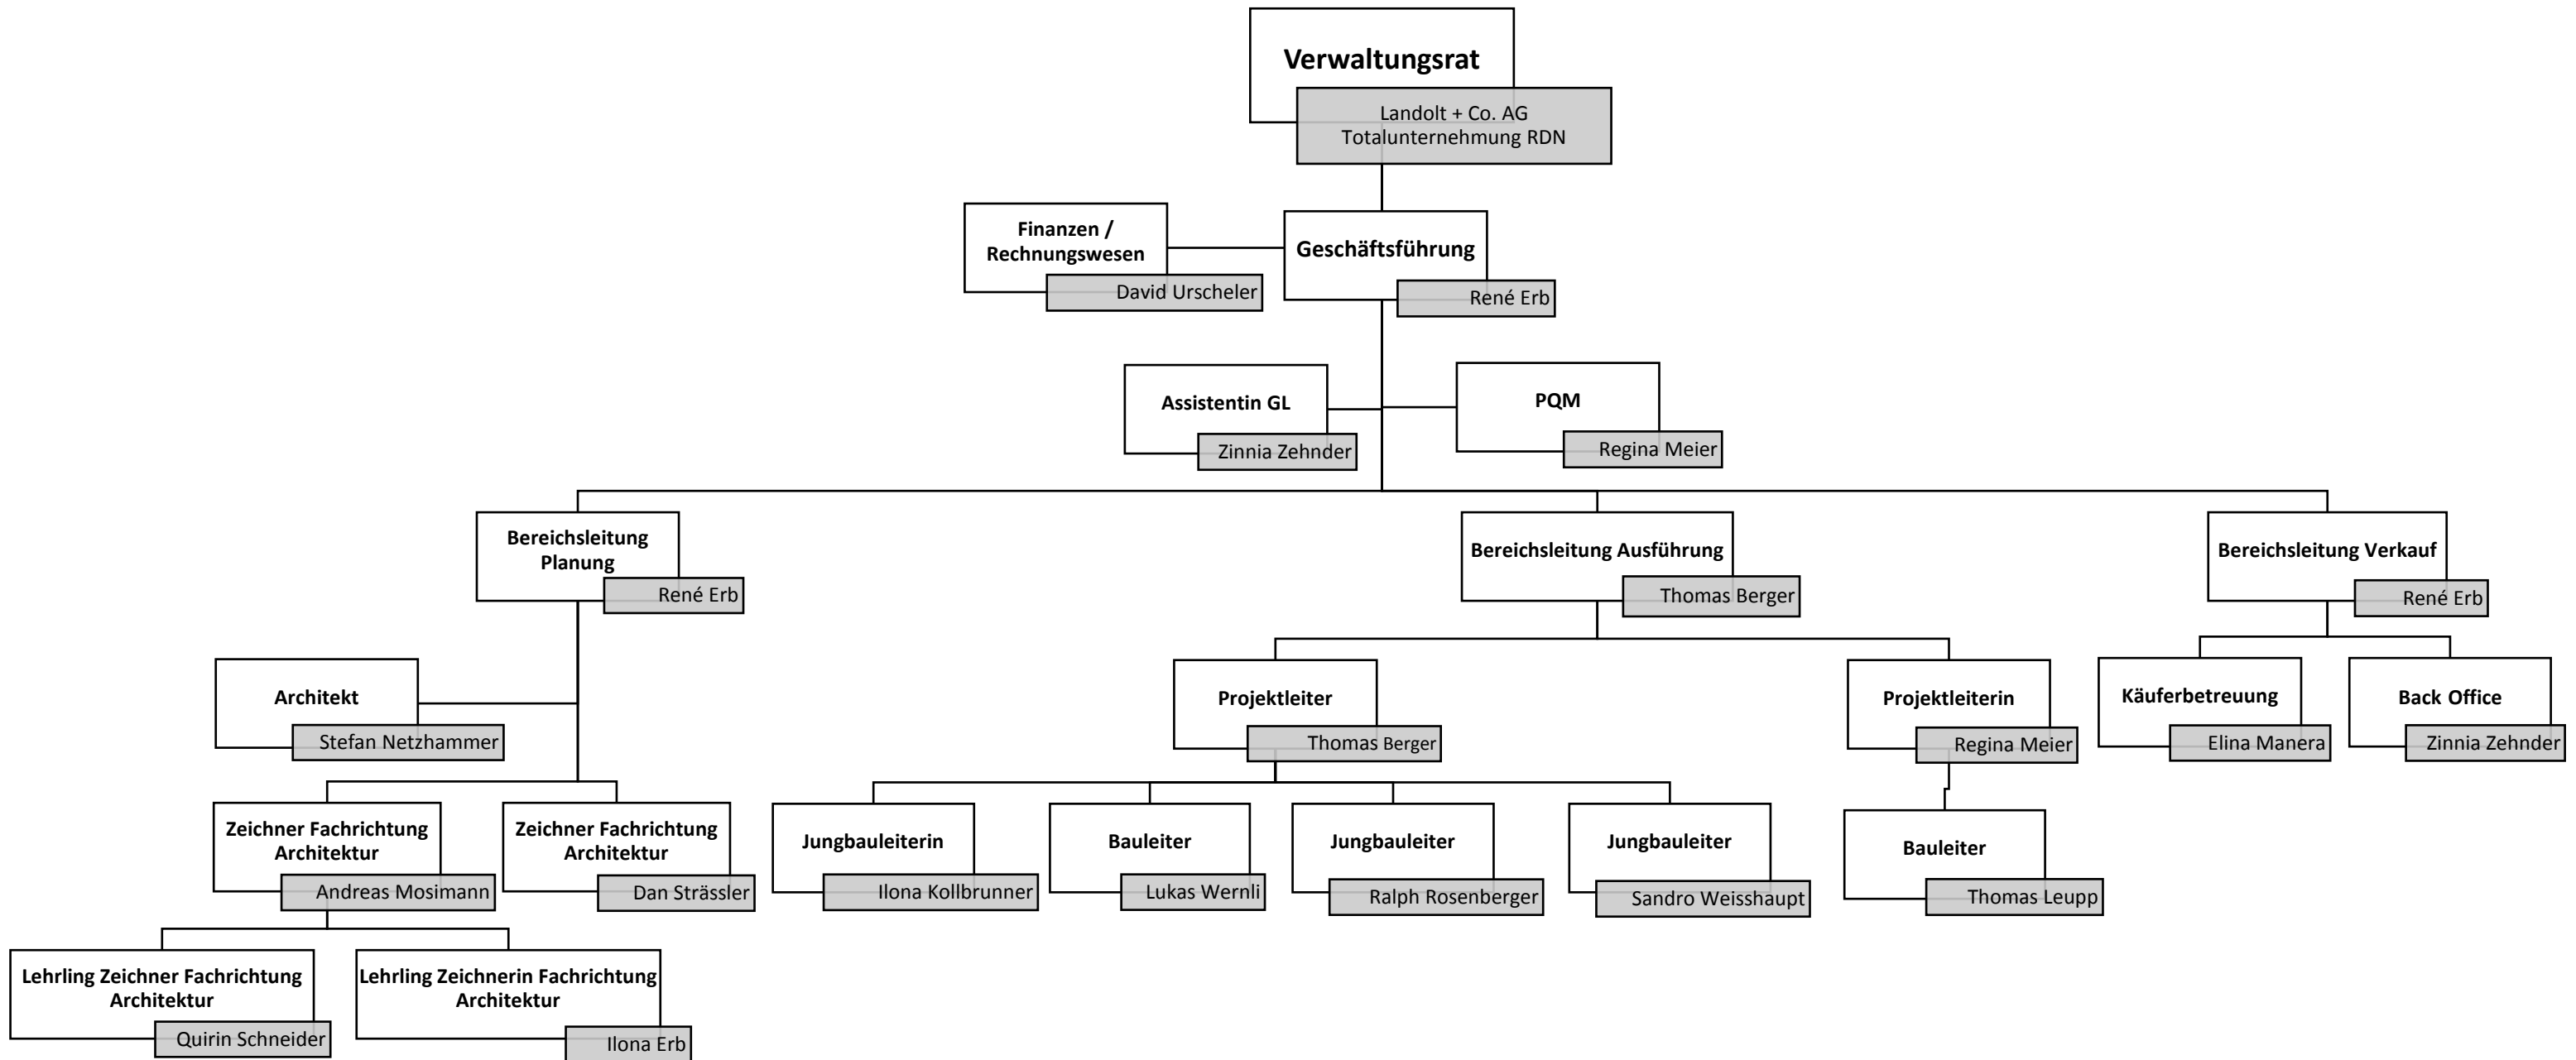 Verwaltungsrat
Landolt + Co. AG
Totalunternehmung RDN
Finanzen /
Rechnungswesen
David Urscheler
Geschäftsführung
René Erb
Assistentin GL
Zinnia Zehnder
PQM
Regina Meier
Bereichsleitung
Planung
René Erb
Bereichsleitung Ausführung
Thomas Berger
Bereichsleitung Verkauf
René Erb
Architekt
Stefan Netzhammer
Projektleiter
Thomas Berger
Projektleiterin
Regina Meier
Käuferbetreuung
Elina Manera
Back Office
Zinnia Zehnder
Zeichner Fachrichtung
Architektur
Andreas Mosimann
Zeichner Fachrichtung
Architektur
Dan Strässler
Jungbauleiterin
Ilona Kollbrunner
Bauleiter
Lukas Wernli
Jungbauleiter
Ralph Rosenberger
Jungbauleiter
Sandro Weisshaupt
Bauleiter
Thomas Leupp
Lehrling Zeichner Fachrichtung
Architektur
Quirin Schneider
Lehrling Zeichnerin Fachrichtung
Architektur
Ilona Erb